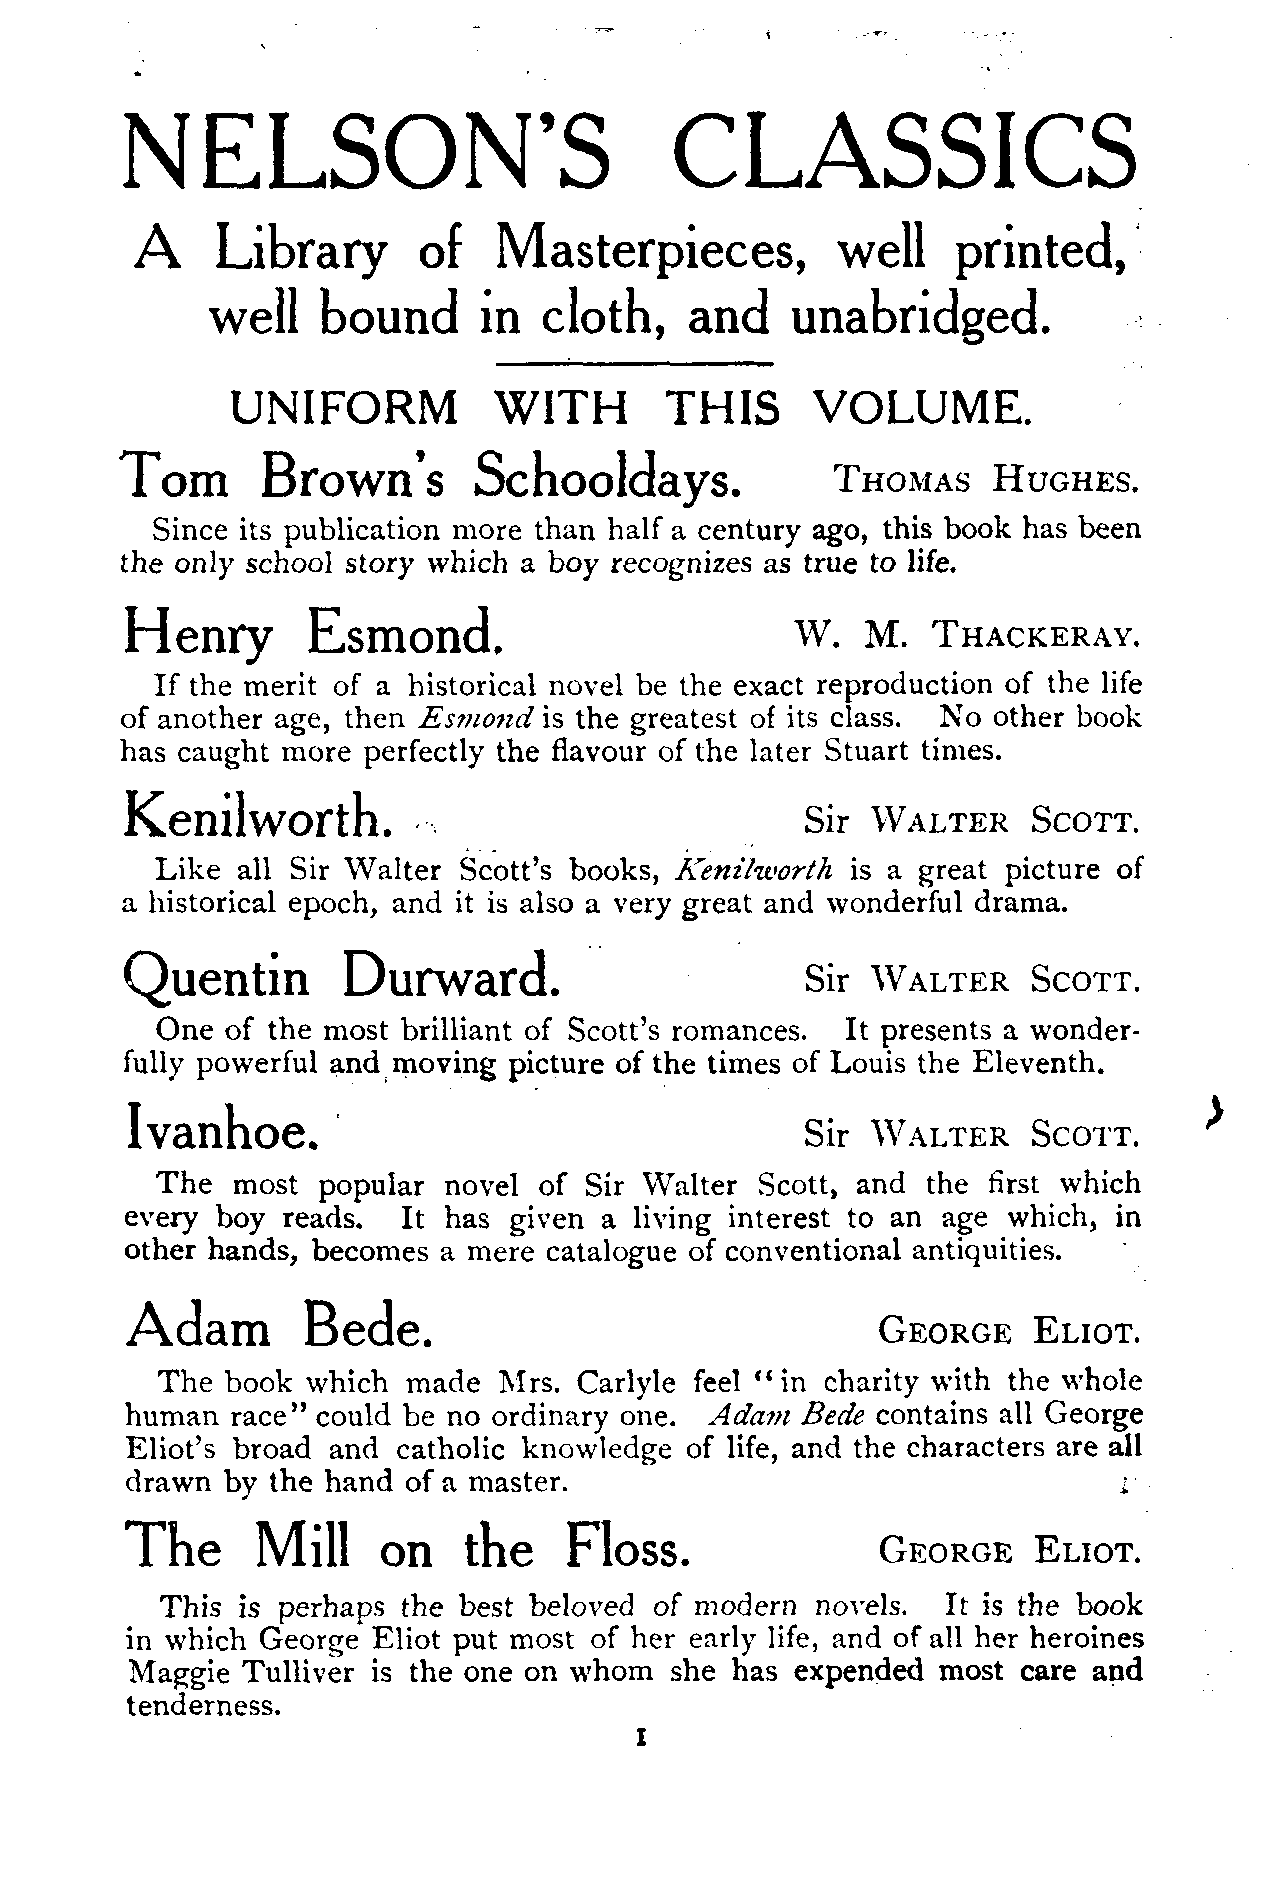 NELSON'S CLASSICS
A Library of Masterpieces, well printed,
well bound in cloth, and unabridged.
UNIFORM WITH THIS VOLUME.
Tom Brown's Schooldays. THOMAS HUGHES.
Since its publication more than half a century ago, this book has been
the only school story which a boy recognizes as true to life.
Henry Esmond. W. M. THACKERAY.
If the merit of a historical novel be the exact reproduction of the life
of another age, then Esmond is the greatest of its class. No other book
has caught more perfectly the flavour of the later Stuart times.
Kenilworth. Sir WALTER SCOTT.
Like all Sir Walter Scott's books, Kenilworth is a great picture of
a historical epoch, and it is also a very great and wonderful drama.
Quentin Durward. Sir WALTER SCOTT.
One of the most brilliant of Scott's romances. It presents a wonder-
fully powerful and moving picture of the times of Louis the Eleventh.
Ivanhoe. Sir WALTER SCOTT.
The most popular novel of Sir Walter Scott, and the first which
every boy reads. It has given a living interest to an age which, in
other hands, becomes a mere catalogue of conventional antiquities.
Adam Bede. GEORGE ELIOT.
The book which made Mrs. Carlyle feel "in charity with the whole
human race" could be no ordinary one. Adam Bede contains all George
Eliot's broad and catholic knowledge of life, and the characters are all
drawn by the hand of a master.
The Mill on the Floss. GEORGE ELIOT.
This is perhaps the best beloved of modern novels. It is the book
in which George Eliot put most of her early life, and of all her heroines
Maggie Tulliver is the one on whom she has expended most care and
tenderness.
I